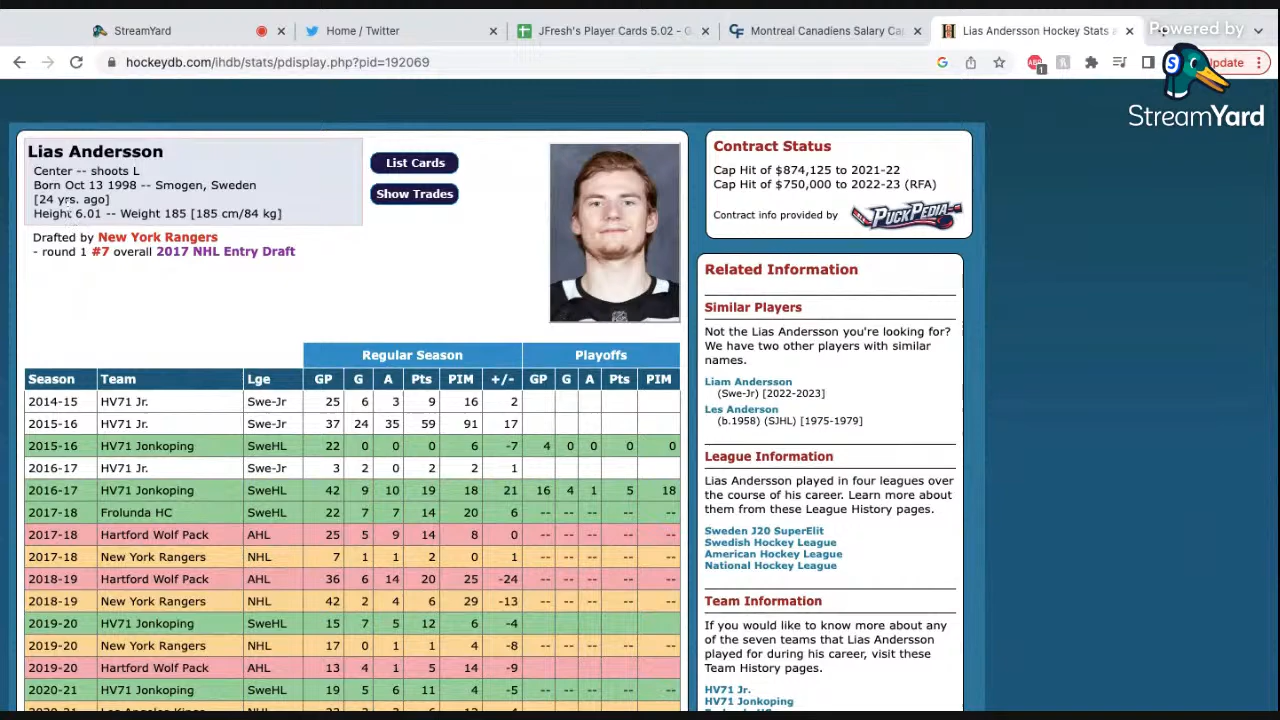 StreamYard
Home / Twitter
JFresh's Player Cards 5.02 - G
Montreal Canadiens Salary Ca
Lias Andersson Hockey Stats a
Powered by
hockeydb.com/ihdb/stats/pdisplay.php?pid=192069
Update
StreamYard
Lias Andersson
Center -- shoots L
Born Oct 13 1998 -- Smogen, Sweden
[24 yrs. ago]
Height 6.01 -- Weight 185 [185 cm/84 kg]
Drafted by New York Rangers
- round 1 #7 overall 2017 NHL Entry Draft
List Cards
Show Trades
Contract Status
Cap Hit of $874,125 to 2021-22
Cap Hit of $750,000 to 2022-23 (RFA)
Contract info provided by PUCKPEDIA
Regular Season Playoffs
Season Team Lge GP G A Pts PIM +/- GP G A Pts PIM
2014-15 HV71 Jr. Swe-Jr 25 6 3 9 16 2
2015-16 HV71 Jr. Swe-Jr 37 24 35 59 91 17
2015-16 HV71 Jonkoping SweHL 22 0 0 0 6 -7 4 0 0 0 0
2016-17 HV71 Jr. Swe-Jr 3 2 0 2 2 1
2016-17 HV71 Jonkoping SweHL 42 9 10 19 18 21 16 4 1 5 18
2017-18 Frolunda HC SweHL 22 7 7 14 20 6 -- -- -- -- --
2017-18 Hartford Wolf Pack AHL 25 5 9 14 8 0 -- -- -- -- --
2017-18 New York Rangers NHL 7 1 1 2 0 1 -- -- -- -- --
2018-19 Hartford Wolf Pack AHL 36 6 14 20 25 -24 -- -- -- -- --
2018-19 New York Rangers NHL 42 2 4 6 29 -13 -- -- -- -- --
2019-20 HV71 Jonkoping SweHL 15 7 5 12 6 -4
2019-20 New York Rangers NHL 17 0 1 1 4 -8 -- -- -- -- --
2019-20 Hartford Wolf Pack AHL 13 4 1 5 14 -9
2020-21 HV71 Jonkoping SweHL 19 5 6 11 4 -5 -- -- -- -- --
Related Information
Similar Players
Not the Lias Andersson you're looking for?
We have two other players with similar
names.
Liam Andersson
(Swe-Jr) [2022-2023]
Les Anderson
(b.1958) (SJHL) [1975-1979]
League Information
Lias Andersson played in four leagues over
the course of his career. Learn more about
them from these League History pages.
Sweden J20 SuperElit
Swedish Hockey League
American Hockey League
National Hockey League
Team Information
If you would like to know more about any
of the seven teams that Lias Andersson
played for during his career, visit these
Team History pages.
HV71 Jr.
HV71 Jonkoping